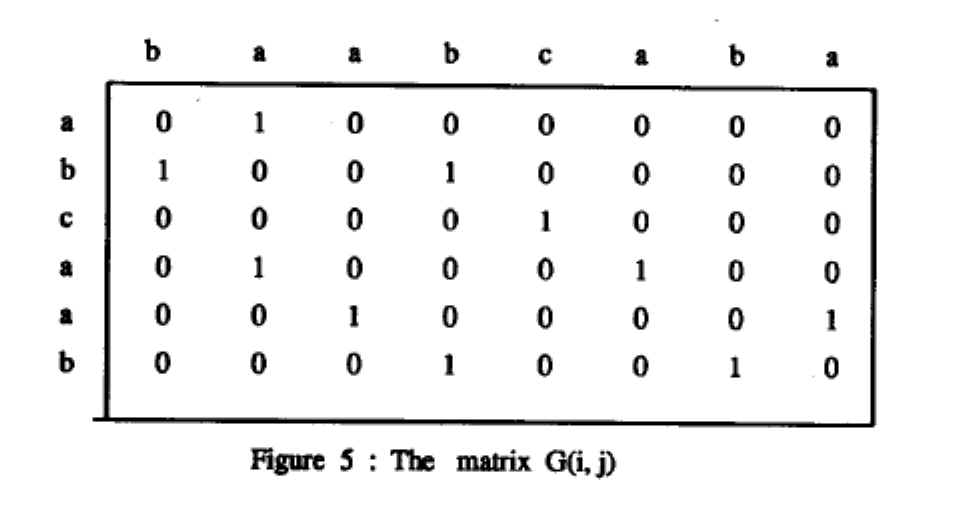 b a a b c a b a
a 0 1 0 0 0 0 0 0
b 1 0 0 1 0 0 0 0
c 0 0 0 0 1 0 0 0
a 0 1 0 0 0 1 0 0
a 0 0 1 0 0 0 0 1
b 0 0 0 1 0 0 1 0
Figure 5 : The matrix G(i, j)